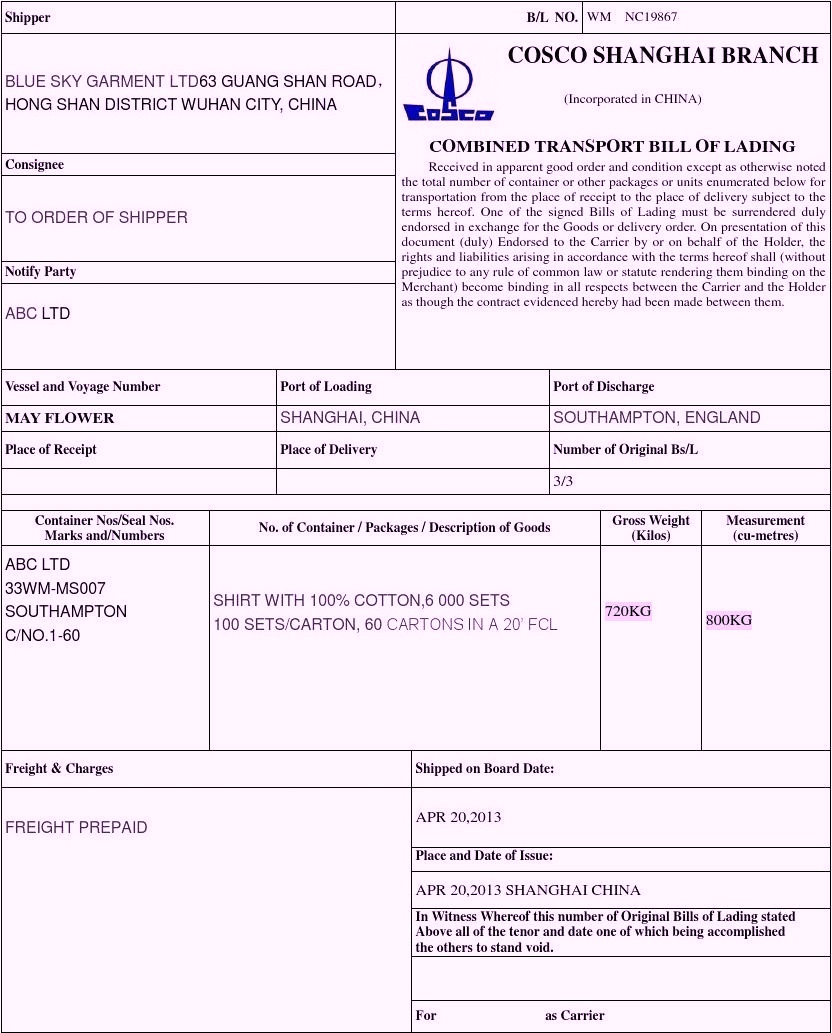 Shipper
BLUE SKY GARMENT LTD63 GUANG SHAN ROAD,
HONG SHAN DISTRICT WUHAN CITY, CHINA
Consignee
TO ORDER OF SHIPPER
Notify Party
ABC LTD
B/L NO. WM NC19867
COSCO
COSCO SHANGHAI BRANCH
(Incorporated in CHINA)
COMBINED TRANSPORT BILL OF LADING
Received in apparent good order and condition except as otherwise noted
the total number of container or other packages or units enumerated below for
transportation from the place of receipt to the place of delivery subject to the
terms hereof. One of the signed Bills of Lading must be surrendered duly
endorsed in exchange for the Goods or delivery order. On presentation of this
document (duly) Endorsed to the Carrier by or on behalf of the Holder, the
rights and liabilities arising in accordance with the terms hereof shall (without
prejudice to any rule of common law or statute rendering them binding on the
Merchant) become binding in all respects between the Carrier and the Holder
as though the contract evidenced hereby had been made between them.
Vessel and Voyage Number Port of Loading Port of Discharge
MAY FLOWER SHANGHAI, CHINA SOUTHAMPTON, ENGLAND
Place of Receipt Place of Delivery Number of Original Bs/L
3/3
Container Nos/Seal Nos.
Marks and/Numbers
No. of Container / Packages / Description of Goods
Gross Weight
(Kilos)
Measurement
(cu-metres)
ABC LTD
33WM-MS007
SOUTHAMPTON
C/NO.1-60
SHIRT WITH 100% COTTON,6 000 SETS
100 SETS/CARTON, 60 CARTONS IN A 20' FCL
720KG
800KG
Freight & Charges
FREIGHT PREPAID
Shipped on Board Date:
APR 20,2013
Place and Date of Issue:
APR 20,2013 SHANGHAI CHINA
In Witness Whereof this number of Original Bills of Lading stated
Above all of the tenor and date one of which being accomplished
the others to stand void.
For as Carrier